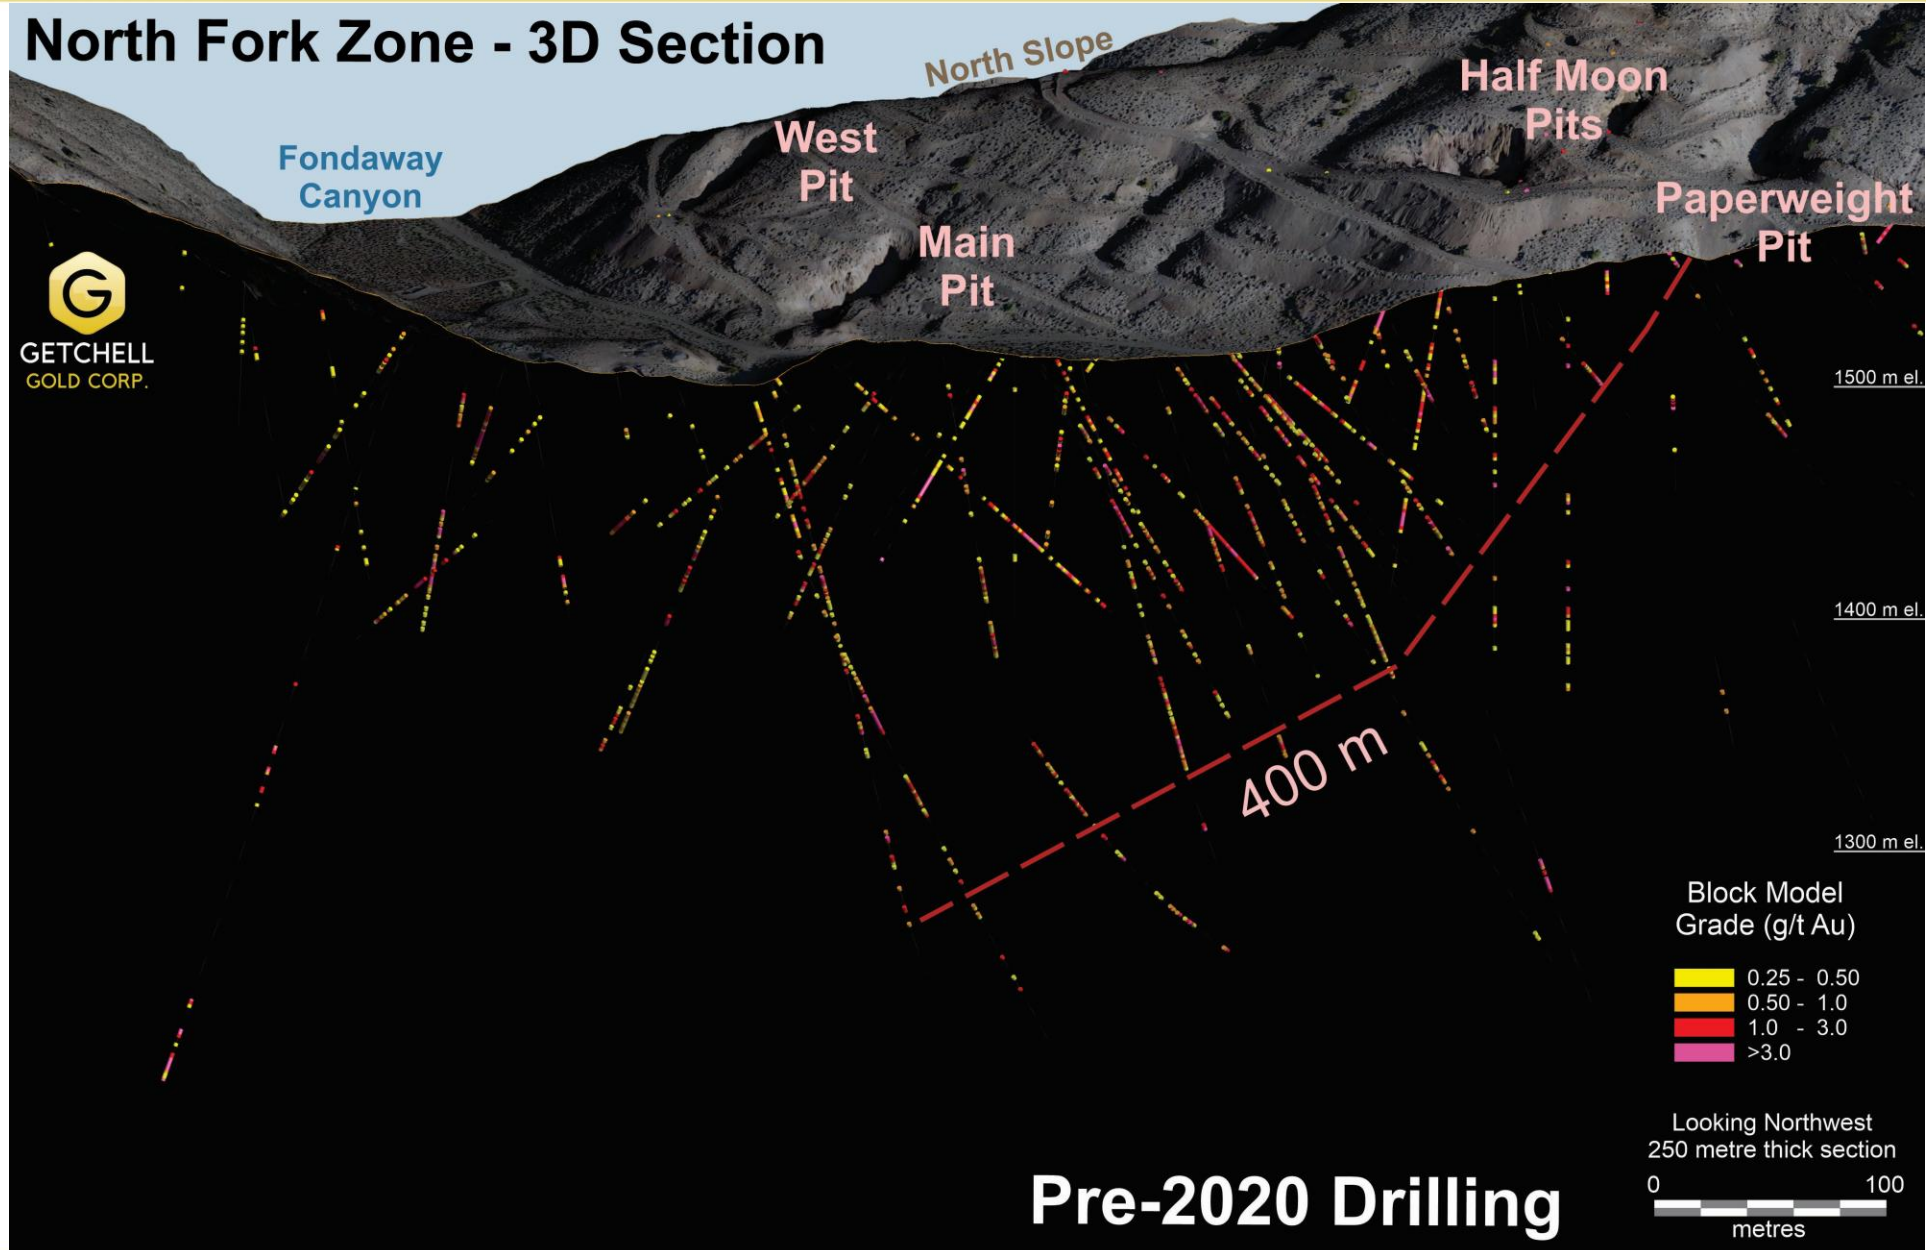 North Fork Zone - 3D Section
North Slope
Half Moon
Pits
West
Pit
Fondaway
Canyon
Paperweight
Pit
Main
Pit
G
GETCHELL
GOLD CORP.
1500 m el.
1400 m el.
400 m
1300 m el.
Block Model
Grade (g/t Au)
0.25 - 0.50
0.50 - 1.0
1.0 - 3.0
>3.0
Looking Northwest
250 metre thick section
0 100
metres
Pre-2020 Drilling